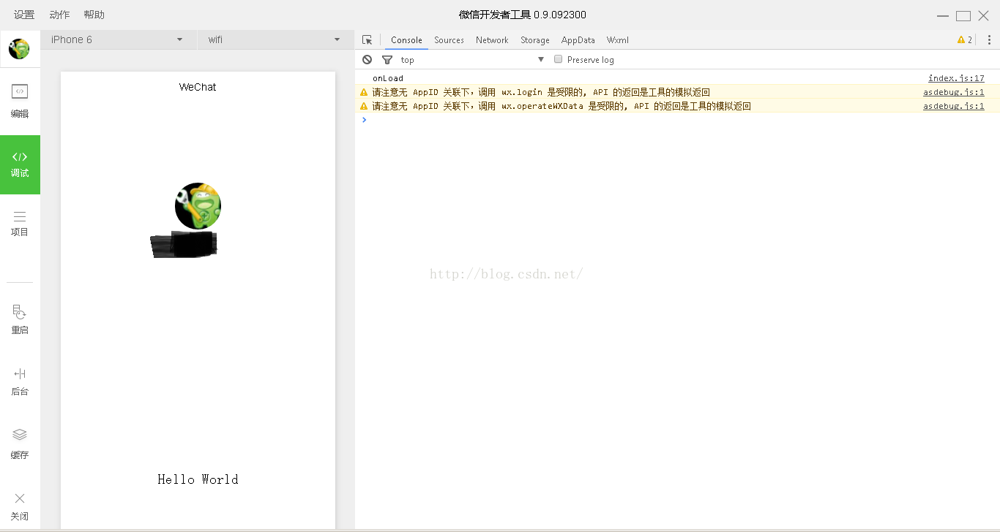 设置 动作 帮助
微信开发者工具 0.9.092300
iPhone 6
wifi
Console Sources Network Storage AppData Wxml
2
top
Preserve log
WeChat
onLoad
index.js:17
请注意无 AppID 关联下，调用 wx.login 是受限的, API 的返回是工具的模拟返回
asdebug.js:1
请注意无 AppID 关联下，调用 wx.operateWXData 是受限的, API 的返回是工具的模拟返回
asdebug.js:1
编辑
调试
项目
重启
后台
缓存
关闭
http://blog.csdn.net/
Hello World